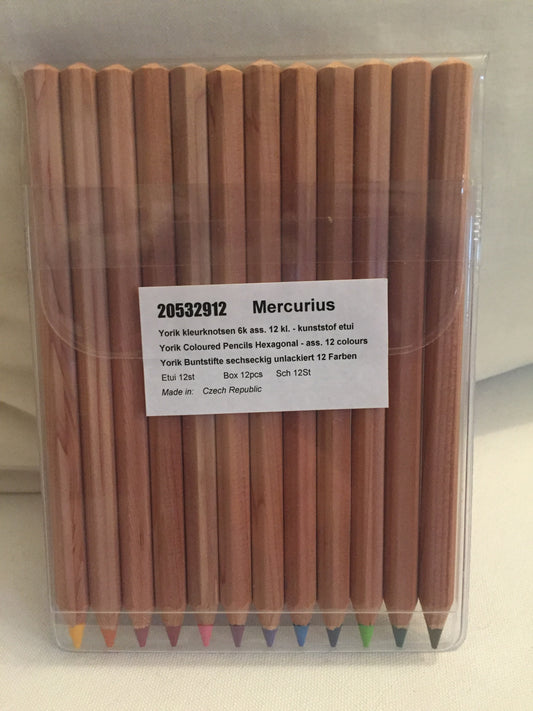 20532912 Mercurius
Yorik kleurknotsen 6k ass. 12 kl. - kunststof etui
Yorik Coloured Pencils Hexagonal - ass. 12 colours
Yorik Buntstifte sechseckig unlackiert 12 Farben
Etui 12st Box 12pcs Sch 12St
Made in: Czech Republic